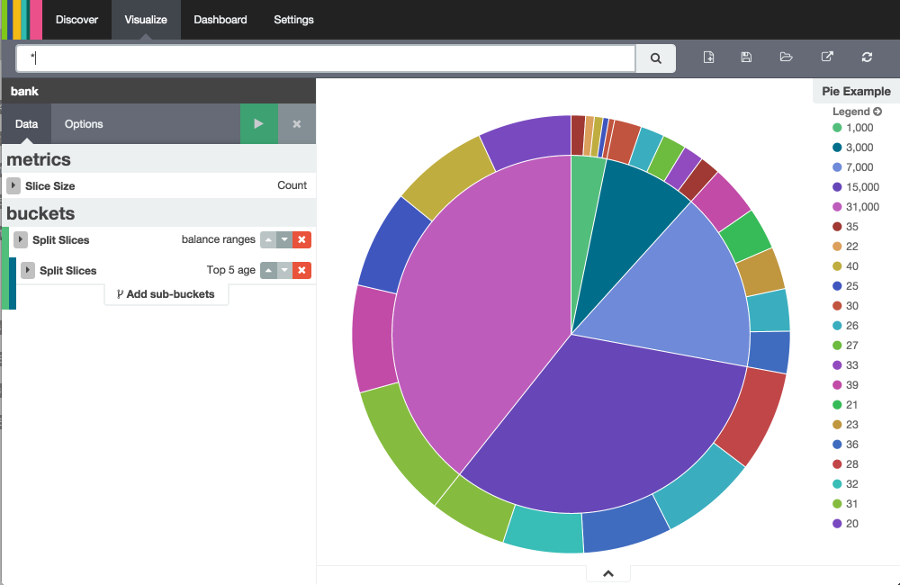 Discover Visualize Dashboard Settings
*
bank
Pie Example
Data Options
Legend
metrics
Slice Size Count
buckets
Split Slices balance ranges
Split Slices Top 5 age
Add sub-buckets
1,000
3,000
7,000
15,000
31,000
35
22
40
25
30
26
27
33
39
21
23
36
28
32
31
20